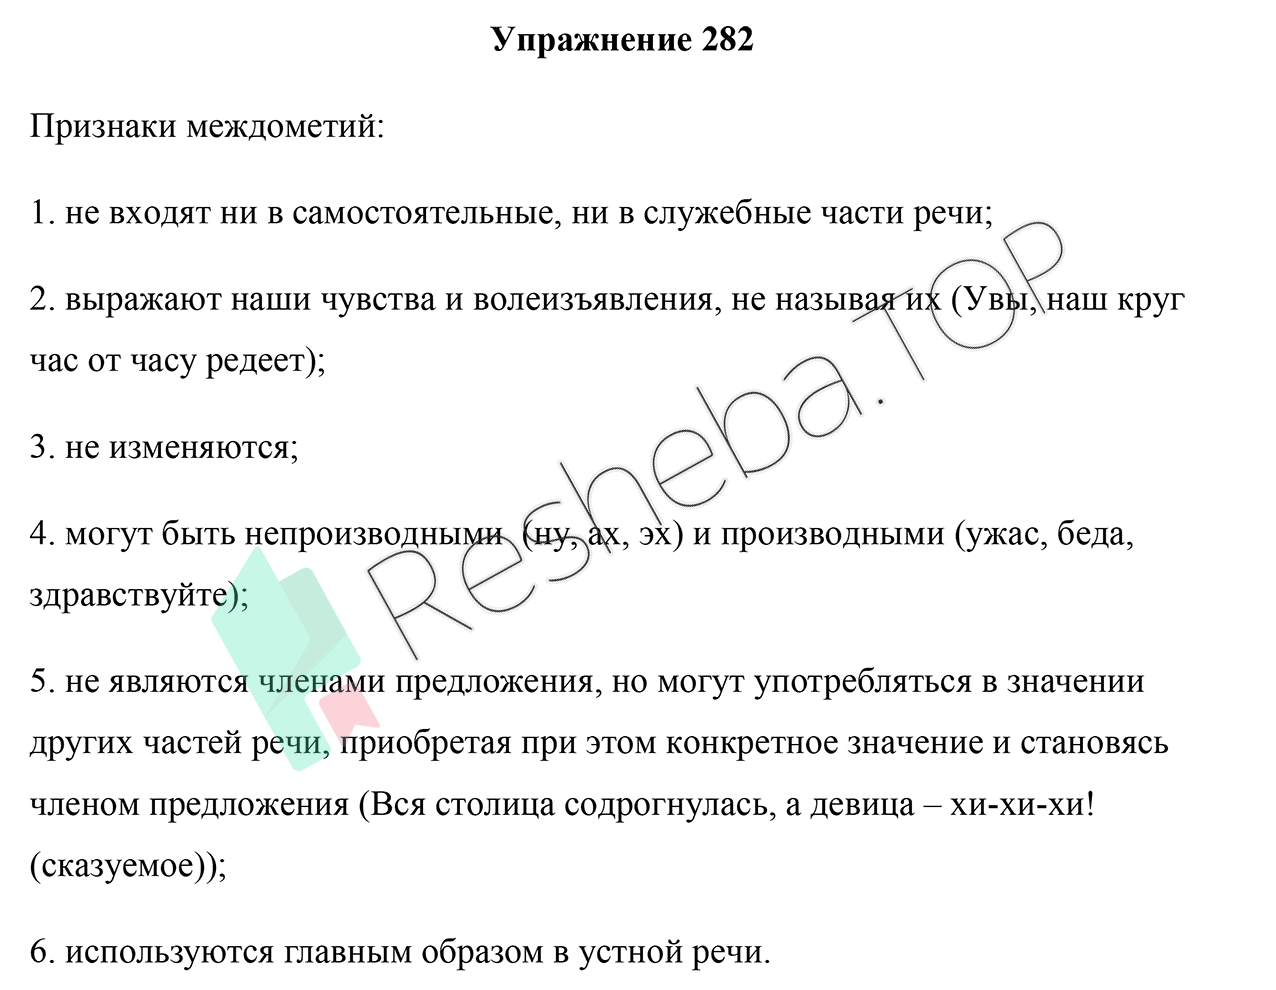 Упражнение 282
Признаки междометий:
1. не входят ни в самостоятельные, ни в служебные части речи;
2. выражают наши чувства и волеизъявления, не называя их (Увы, наш круг
час от часу редеет);
3. не изменяются;
4. могут быть непроизводными (ну, ах, эх) и производными (ужас, беда,
здравствуйте);
5. не являются членами предложения, но могут употребляться в значении
других частей речи, приобретая при этом конкретное значение и становясь
членом предложения (Вся столица содрогнулась, а девица – хи-хи-хи!
(сказуемое));
6. используются главным образом в устной речи.
Resheba.TOP